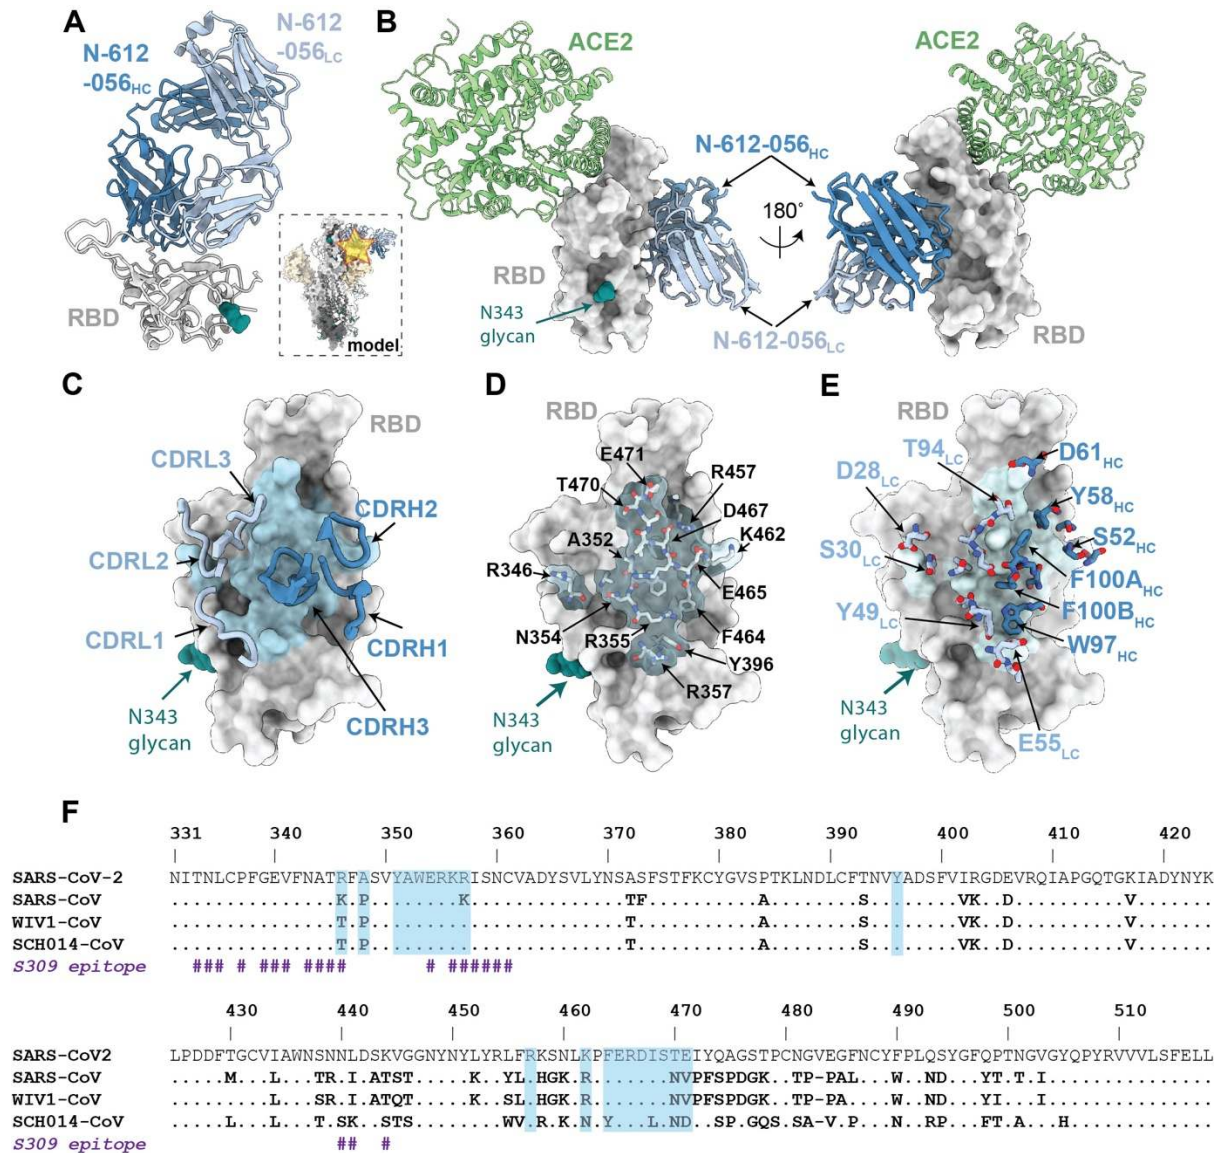 A
N-612
-056HC
N-612
-056LC
RBD
model
B
ACE2
ACE2
N-612-056HC
180°
RBD
N343
glycan
N-612-056LC
RBD
C
RBD
CDRL3
CDRH2
CDRL2
CDRL1
CDRH1
N343
glycan
CDRH3
D
RBD
E471
T470
R457
D467
A352
K462
R346
E465
N354
R355
F464
Y396
R357
N343
glycan
E
RBD
T94LC
D61HC
D28LC
Y58HC
S52HC
S30LC
F100AHC
Y49LC
F100BHC
W97HC
N343
glycan
E55LC
F
331 340 350 360 370 380 390 400 410 420
SARS-CoV-2 NITNLCPFGEVFNATRFASVYAWERKRISNCVADYSVLYNSASFSTFKCYGVSPTKLNDLCFTNVYADSFVIRGDEVRQIAPGQTGKIADYNYK
SARS-CoV ...............K.P........K..............TF..........A........S........VK..D..........V.......
WIV1-CoV ...............T.P.......................T...........A........S........VK..D..........V.......
SCH014-CoV ...............T.P.......................T...........A........S........VK..D..........V.......
S309 epitope ### # ### #### # ######
430 440 450 460 470 480 490 500 510
SARS-CoV2 LPDDFTGCVIAWNSNNLDSKVGGNYNYLYRLFRKSNLKPFERDISTEIYQAGSTPCNGVEGFNCYFPLQSYGFQPTNGVGYQPYRVVVLSFELL
SARS-CoV .....M...L...TR.I.ATST.....K..YL.HGK.R.......NVPFSPDGK..TP-PAL...W..ND...YT.T.I...............
WIV1-CoV .........L...SR.I.ATQT.....K..SL.HGK.R.......NVPFSPDGK..TP-PA....W..ND...YT.T.I...............
SCH014-CoV .....L...L...T.SK..STS........WV.R...N.Y...L.ND..SP.GQS.SA-V.P...N..RP...FT.A...H.............
S309 epitope ## #